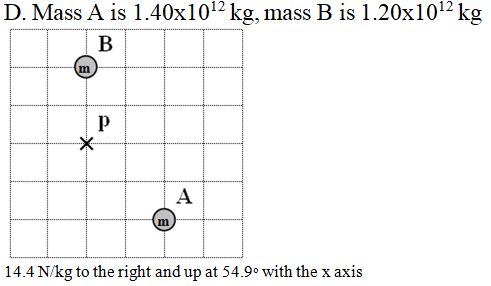 D. Mass A is 1.40x10¹² kg, mass B is 1.20x10¹² kg
B
m
p
A
m
14.4 N/kg to the right and up at 54.9º with the x axis